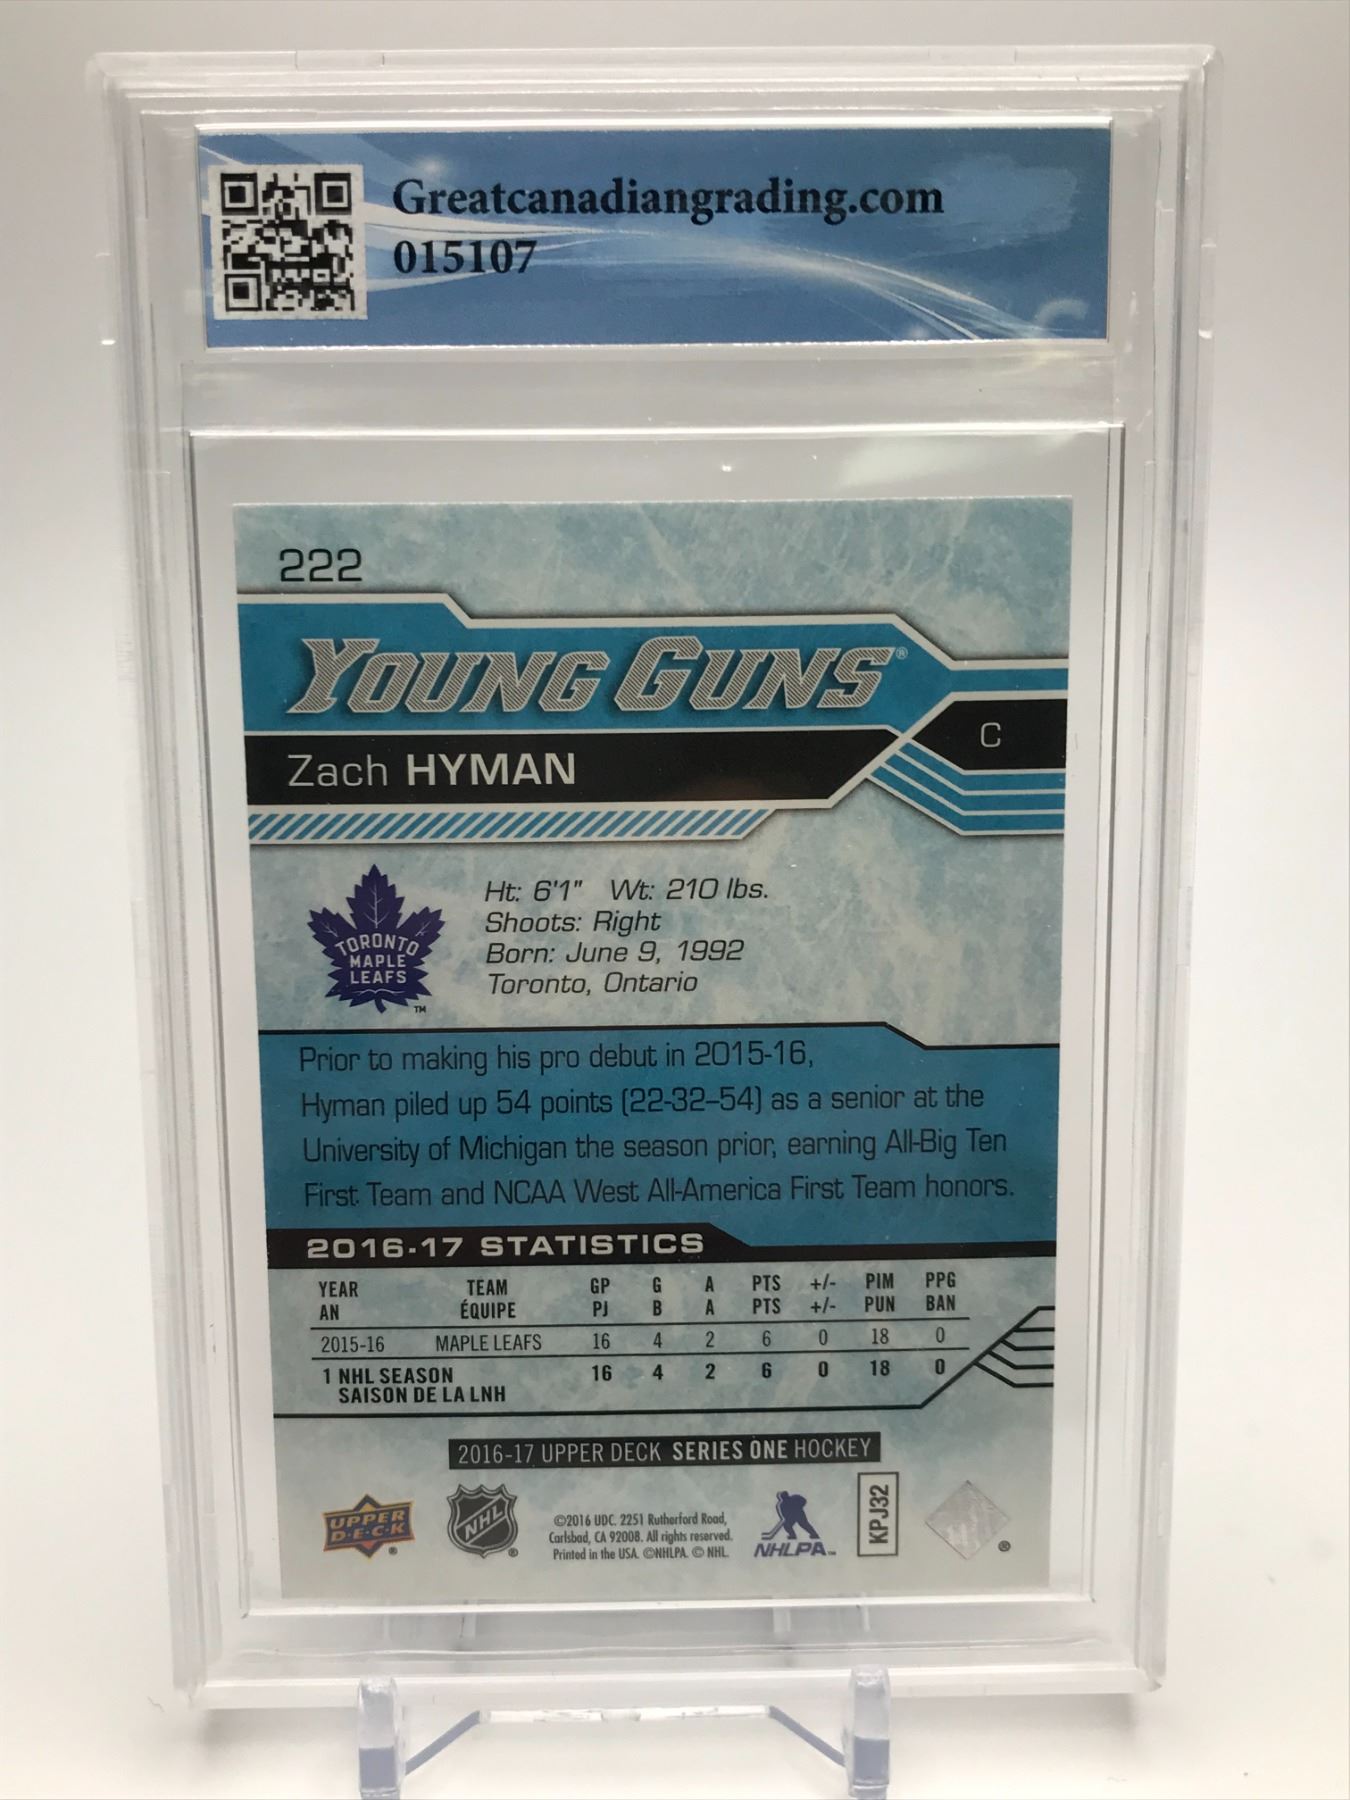 Greatcanadiangrading.com
015107
222
YOUNG GUNS®
C
Zach HYMAN
TORONTO
MAPLE
LEAFS
TM
Ht: 6'1" Wt: 210 lbs.
Shoots: Right
Born: June 9, 1992
Toronto, Ontario
Prior to making his pro debut in 2015-16,
Hyman piled up 54 points (22-32–54) as a senior at the
University of Michigan the season prior, earning All-Big Ten
First Team and NCAA West All-America First Team honors.
2016-17 STATISTICS
YEAR TEAM GP G A PTS +/- PIM PPG
AN ÉQUIPE PJ B A PTS +/- PUN BAN
2015-16 MAPLE LEAFS 16 4 2 6 0 18 0
1 NHL SEASON 16 4 2 6 0 18 0
SAISON DE LA LNH
2016-17 UPPER DECK SERIES ONE HOCKEY
UPPER
D·E·C·K ®
NHL ®
©2016 UDC. 2251 Rutherford Road,
Carlsbad, CA 92008. All rights reserved.
Printed in the USA. ©NHLPA. © NHL.
NHLPA™
KPJ32
®